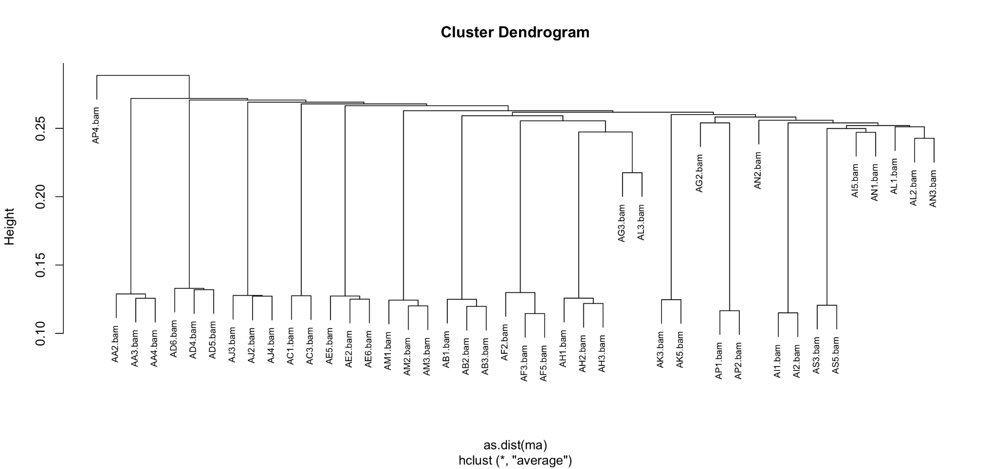 Cluster Dendrogram
Height
0.10
0.15
0.20
0.25
AP4.bam
AA2.bam
AA3.bam
AA4.bam
AD6.bam
AD4.bam
AD5.bam
AJ3.bam
AJ2.bam
AJ4.bam
AC1.bam
AC3.bam
AE5.bam
AE2.bam
AE6.bam
AM1.bam
AM2.bam
AM3.bam
AB1.bam
AB2.bam
AB3.bam
AF2.bam
AF3.bam
AF5.bam
AH1.bam
AH2.bam
AH3.bam
AG3.bam
AL3.bam
AK3.bam
AK5.bam
AG2.bam
AP1.bam
AP2.bam
AN2.bam
AI1.bam
AI2.bam
AS3.bam
AS5.bam
AI5.bam
AN1.bam
AL1.bam
AL2.bam
AN3.bam
as.dist(ma)
hclust (*, "average")